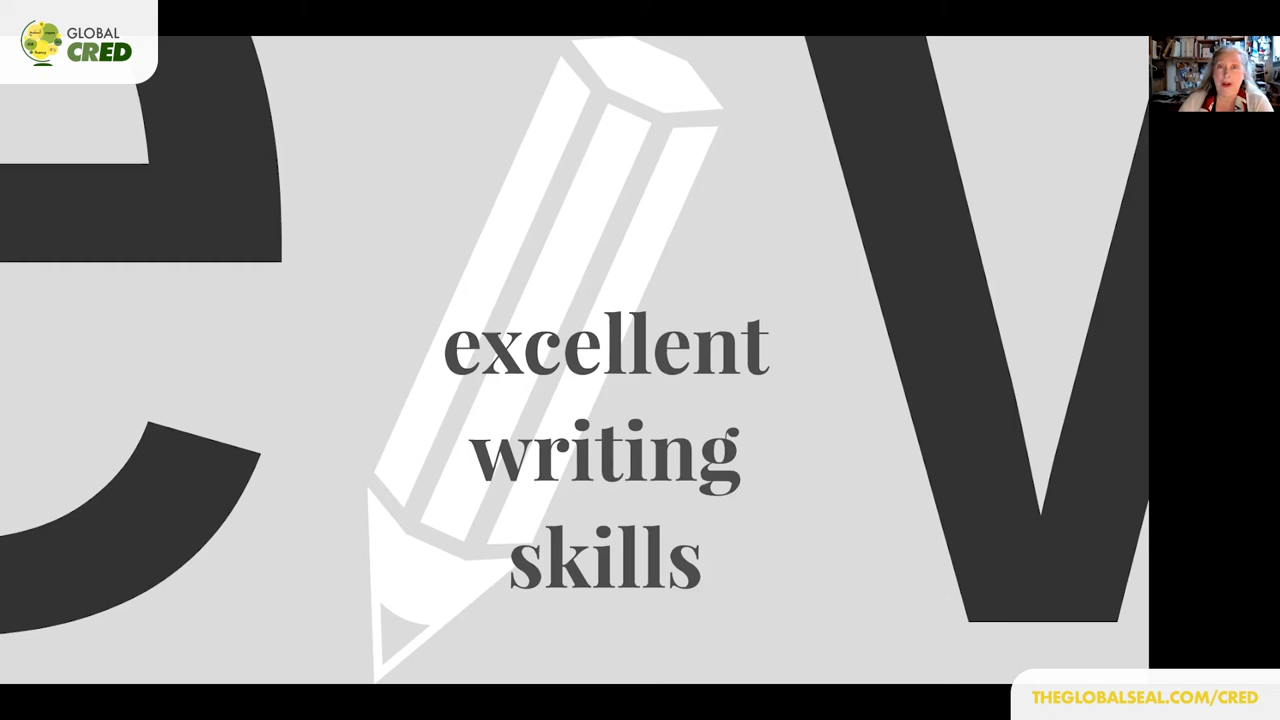 GLOBAL
CRED
e
w
excellent
writing
skills
THEGLOBALSEAL.COM/CRED